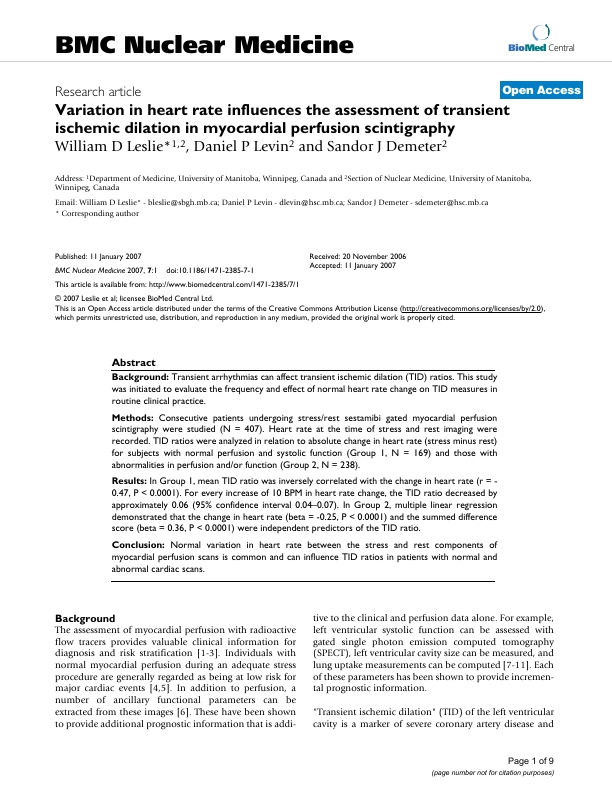 BMC Nuclear Medicine
BioMed Central
Research article
Open Access
Variation in heart rate influences the assessment of transient
ischemic dilation in myocardial perfusion scintigraphy
William D Leslie*1,2, Daniel P Levin2 and Sandor J Demeter2
Address: 1Department of Medicine, University of Manitoba, Winnipeg, Canada and 2Section of Nuclear Medicine, University of Manitoba,
Winnipeg, Canada
Email: William D Leslie* - bleslie@sbgh.mb.ca; Daniel P Levin - dlevin@hsc.mb.ca; Sandor J Demeter - sdemeter@hsc.mb.ca
* Corresponding author
Published: 11 January 2007
BMC Nuclear Medicine 2007, 7:1 doi:10.1186/1471-2385-7-1
Received: 20 November 2006
Accepted: 11 January 2007
This article is available from: http://www.biomedcentral.com/1471-2385/7/1
© 2007 Leslie et al; licensee BioMed Central Ltd.
This is an Open Access article distributed under the terms of the Creative Commons Attribution License (http://creativecommons.org/licenses/by/2.0),
which permits unrestricted use, distribution, and reproduction in any medium, provided the original work is properly cited.
Abstract
Background: Transient arrhythmias can affect transient ischemic dilation (TID) ratios. This study
was initiated to evaluate the frequency and effect of normal heart rate change on TID measures in
routine clinical practice.
Methods: Consecutive patients undergoing stress/rest sestamibi gated myocardial perfusion
scintigraphy were studied (N = 407). Heart rate at the time of stress and rest imaging were
recorded. TID ratios were analyzed in relation to absolute change in heart rate (stress minus rest)
for subjects with normal perfusion and systolic function (Group 1, N = 169) and those with
abnormalities in perfusion and/or function (Group 2, N = 238).
Results: In Group 1, mean TID ratio was inversely correlated with the change in heart rate (r = -
0.47, P < 0.0001). For every increase of 10 BPM in heart rate change, the TID ratio decreased by
approximately 0.06 (95% confidence interval 0.04–0.07). In Group 2, multiple linear regression
demonstrated that the change in heart rate (beta = -0.25, P < 0.0001) and the summed difference
score (beta = 0.36, P < 0.0001) were independent predictors of the TID ratio.
Conclusion: Normal variation in heart rate between the stress and rest components of
myocardial perfusion scans is common and can influence TID ratios in patients with normal and
abnormal cardiac scans.
Background
The assessment of myocardial perfusion with radioactive
flow tracers provides valuable clinical information for
diagnosis and risk stratification [1-3]. Individuals with
normal myocardial perfusion during an adequate stress
procedure are generally regarded as being at low risk for
major cardiac events [4,5]. In addition to perfusion, a
number of ancillary functional parameters can be
extracted from these images [6]. These have been shown
to provide additional prognostic information that is addi-
tive to the clinical and perfusion data alone. For example,
left ventricular systolic function can be assessed with
gated single photon emission computed tomography
(SPECT), left ventricular cavity size can be measured, and
lung uptake measurements can be computed [7-11]. Each
of these parameters has been shown to provide incremen-
tal prognostic information.
"Transient ischemic dilation" (TID) of the left ventricular
cavity is a marker of severe coronary artery disease and
Page 1 of 9
(page number not for citation purposes)